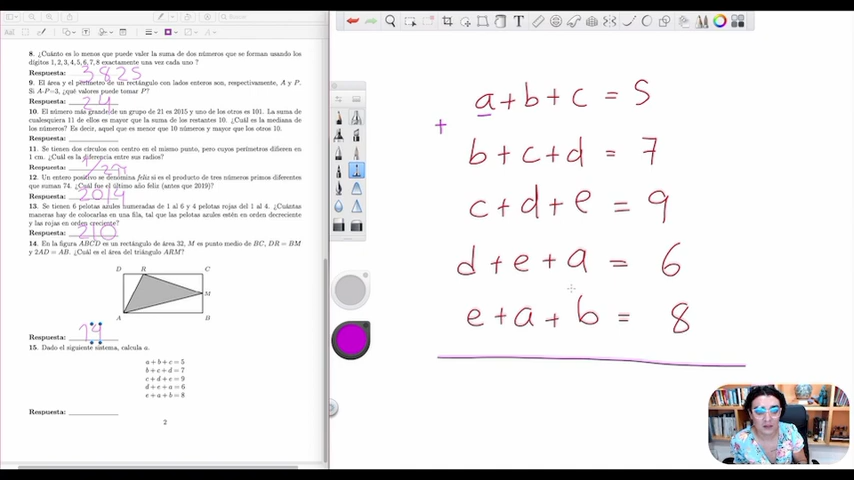 Buscar
8. ¿Cuánto es lo menos que puede valer la suma de dos números que se forman usando los
dígitos 1, 2, 3, 4, 5, 6, 7, 8 exactamente una vez cada uno ?
Respuesta: 3825
9. El área y el perímetro de un rectángulo con lados enteros son, respectivamente, A y P.
Si A-P=3, ¿qué valores puede tomar P?
Respuesta: 24
10. El número más grande de un grupo de 21 es 2015 y uno de los otros es 101. La suma de
cualesquiera 11 de ellos es mayor que la suma de los restantes 10. ¿Cuál es la mediana de
los números? Es decir, aquel que es menor que 10 números y mayor que los otros 10.
Respuesta:
11. Se tienen dos círculos con centro en el mismo punto, pero cuyos perímetros difieren en
1 cm. ¿Cuál es la diferencia entre sus radios?
Respuesta: 1/2π
12. Un entero positivo se denomina feliz si es el producto de tres números primos diferentes
que suman 74. ¿Cuál fue el último año feliz (antes que 2019)?
Respuesta: 2014
13. Se tienen 6 pelotas azules numeradas de 1 al 6 y 4 pelotas rojas del 1 al 4. ¿Cuántas
maneras hay de colocarlas en una fila, tal que las pelotas azules estén en orden decreciente
y las rojas en orden creciente?
Respuesta: 210
14. En la figura ABCD es un rectángulo de área 32, M es punto medio de BC, DR = BM
y 2AD = AB. ¿Cuál es el área del triángulo ARM?
D R C
M
A B
Respuesta: 14
15. Dado el siguiente sistema, calcula a.
a + b + c = 5
b + c + d = 7
c + d + e = 9
d + e + a = 6
e + a + b = 8
Respuesta:
2
a + b + c = 5
+
b + c + d = 7
c + d + e = 9
d + e + a = 6
e + a + b = 8